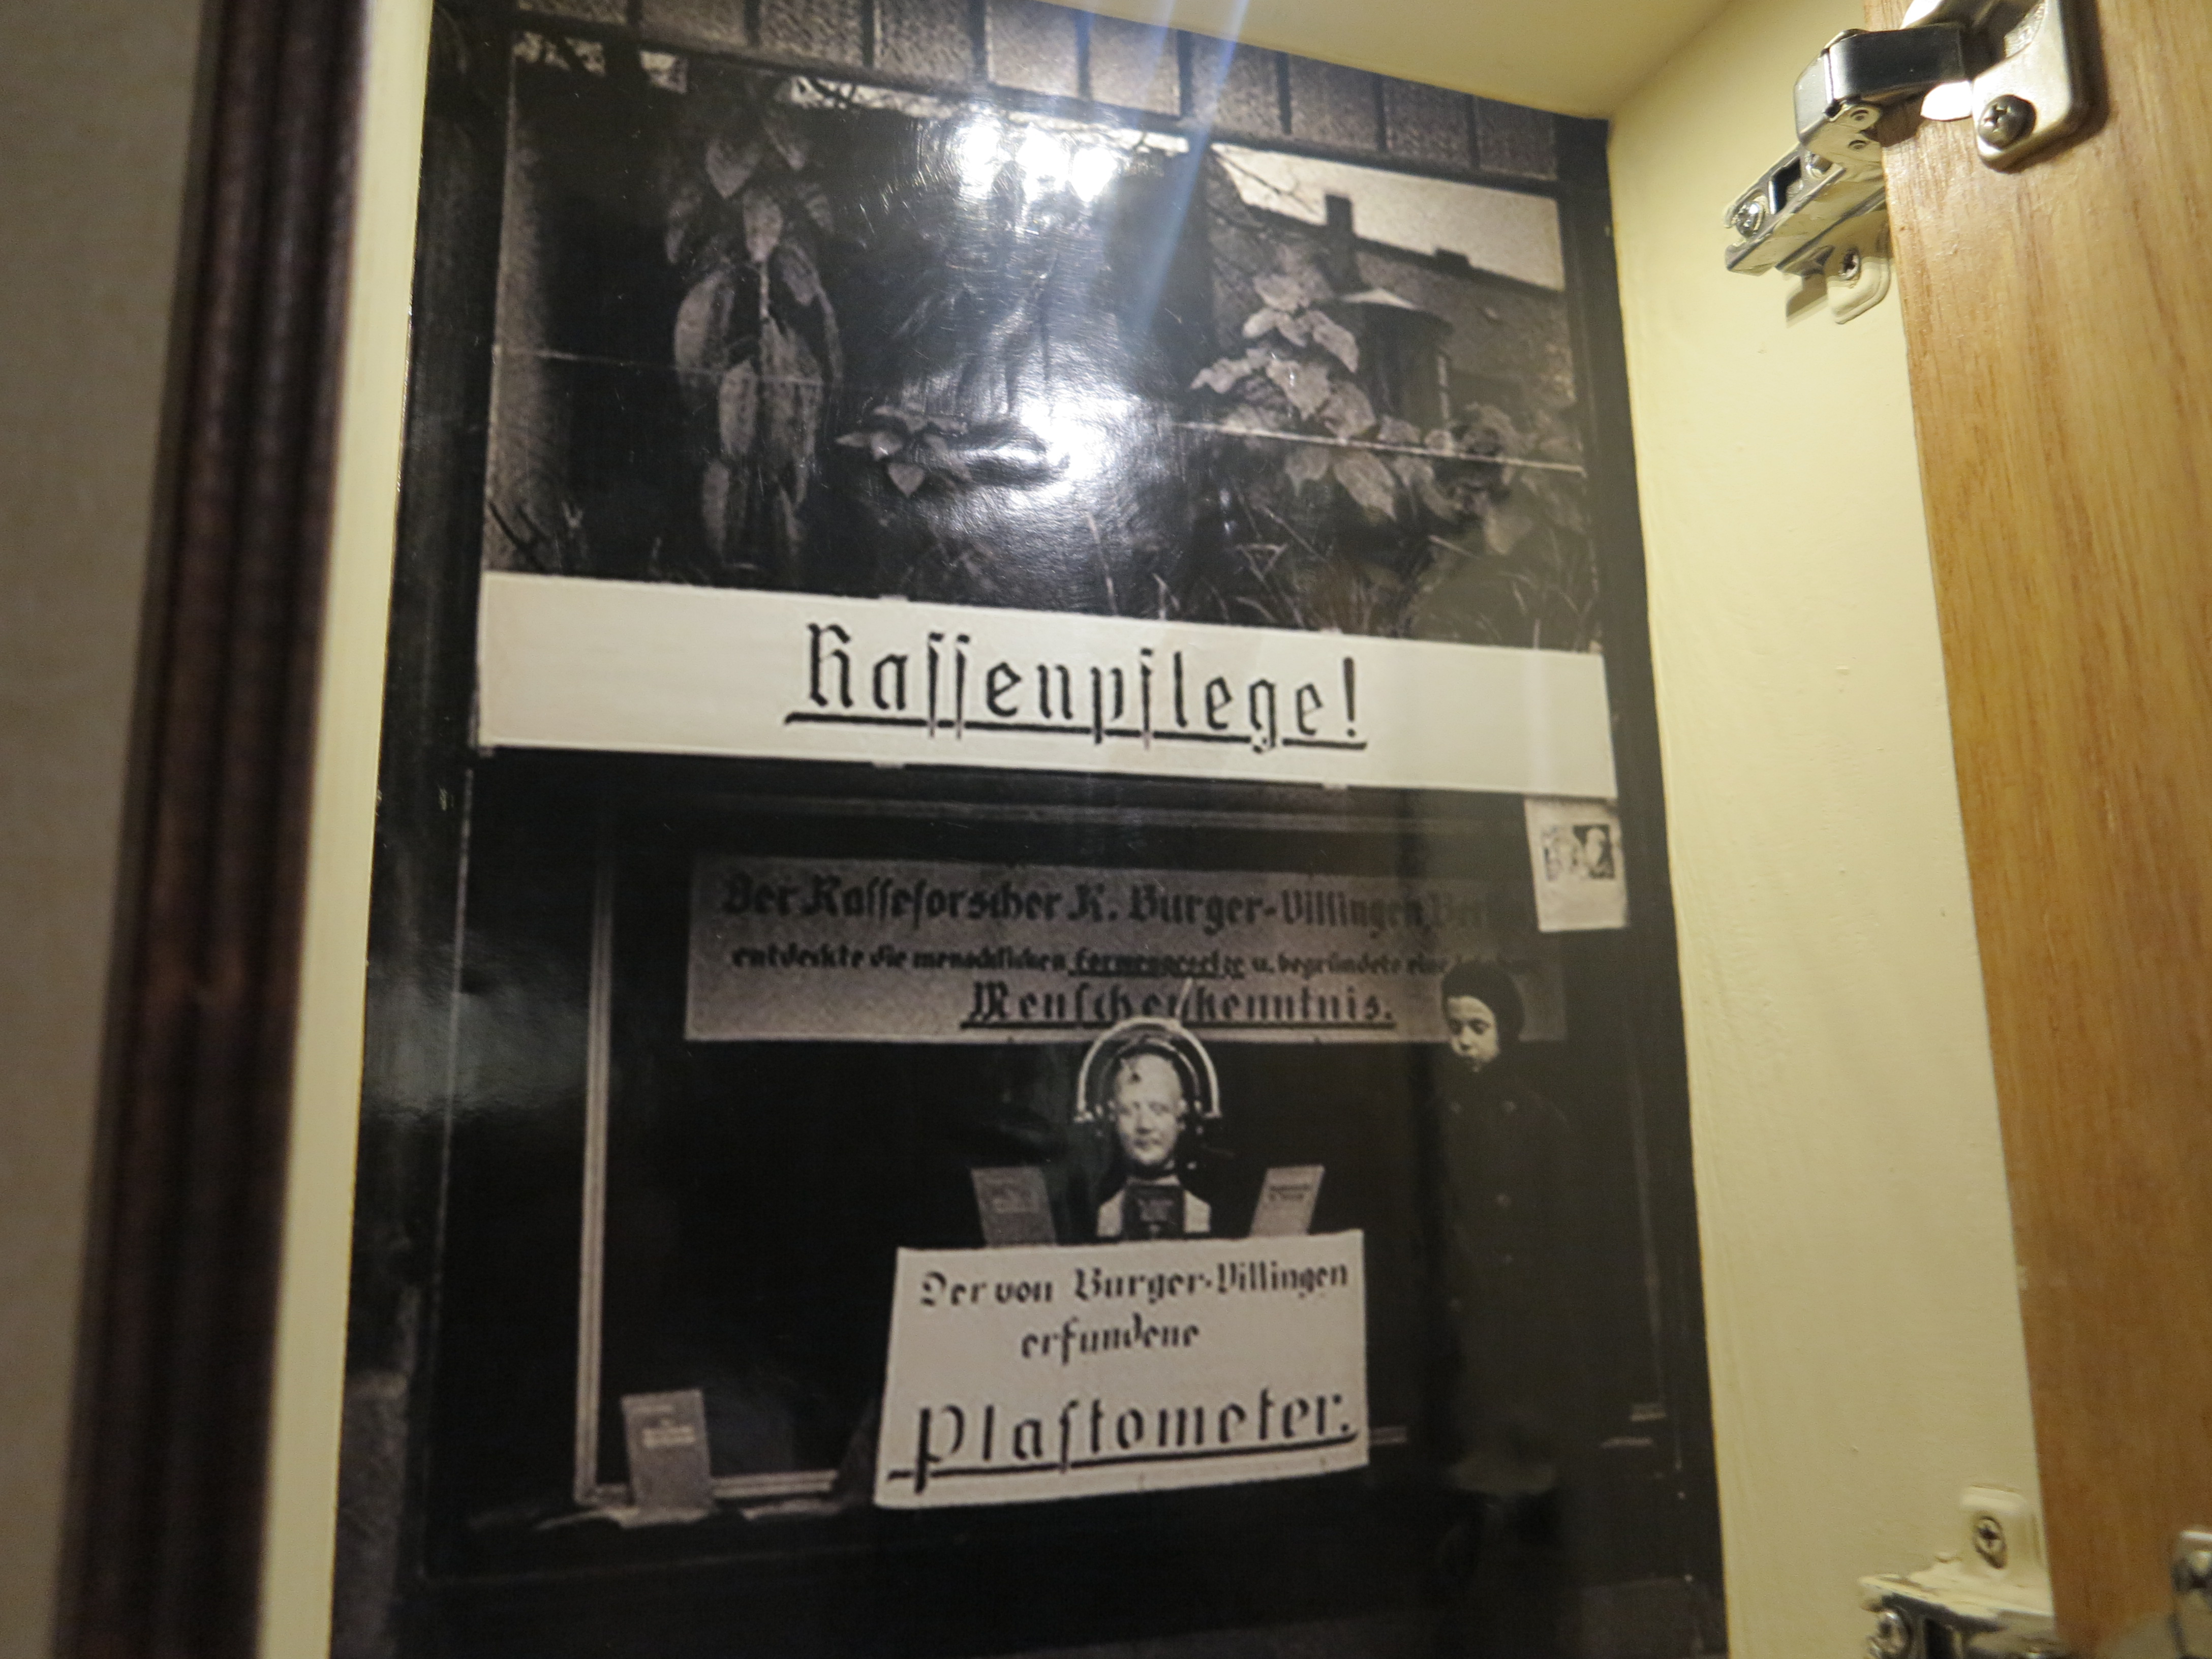 Rassenpflege!
Der Rasseforscher R. Burger-Villingen,
entdeckte die menschlichen Formengesetze u. begründete eine
Menschenkenntnis.
Der von Burger-Villingen
erfundene
Plastometer.